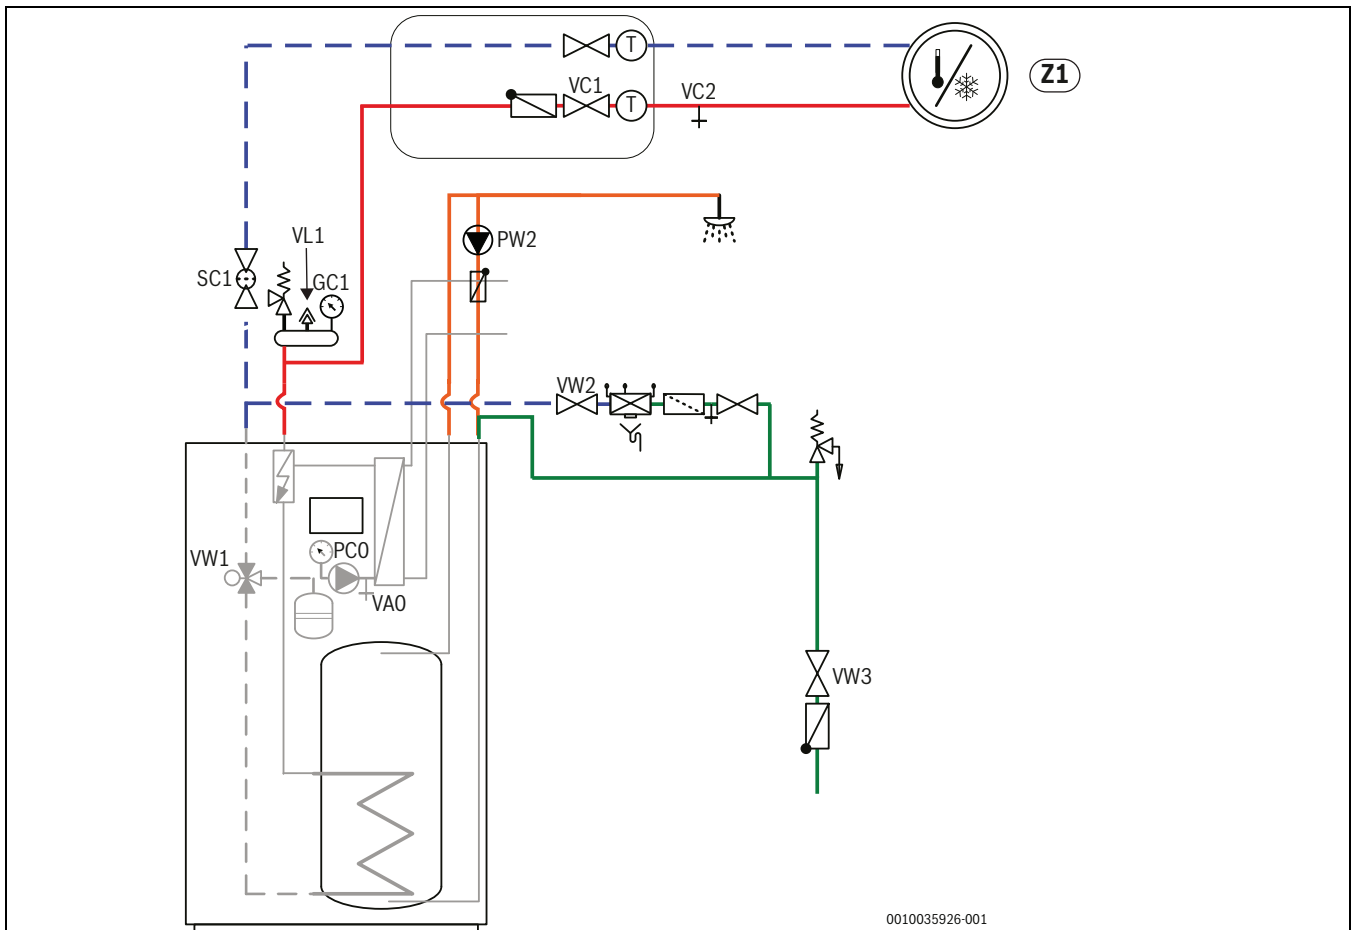 T
Z1
VC1
VC2
T
PW2
VL1
SC1
GC1
VW2
PC0
VW1
VA0
VW3
0010035926-001